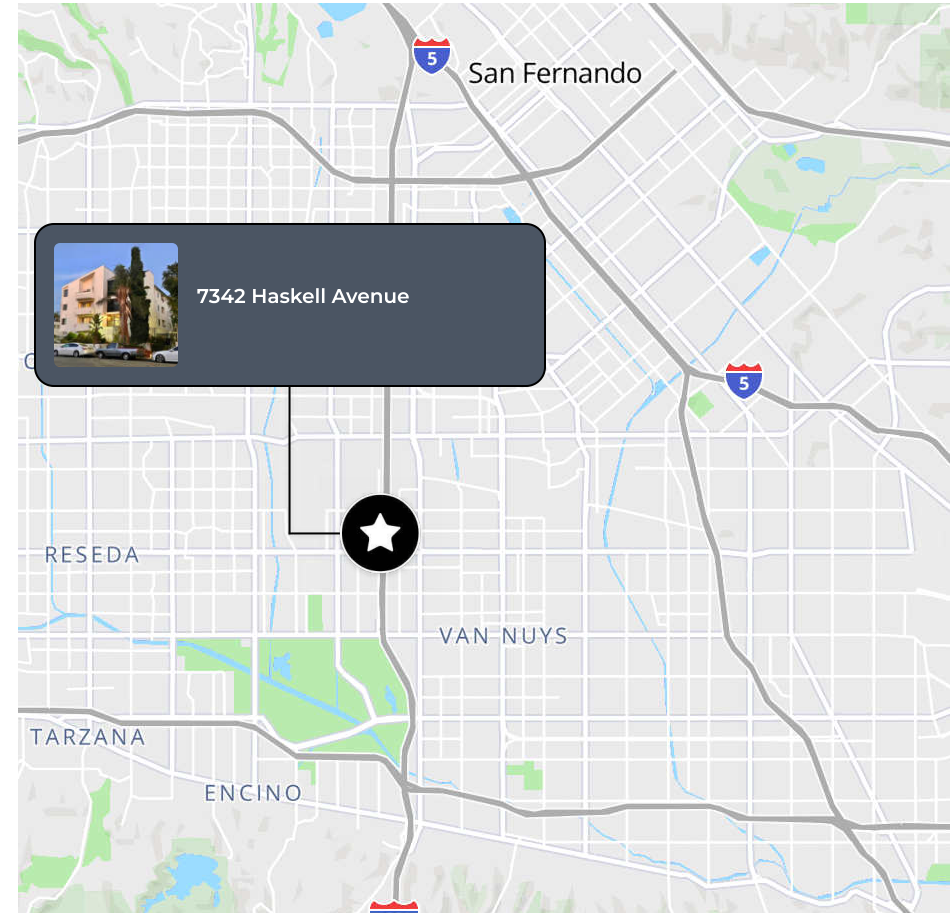 5
San Fernando
7342 Haskell Avenue
5
RESEDA
VAN NUYS
TARZANA
ENCINO